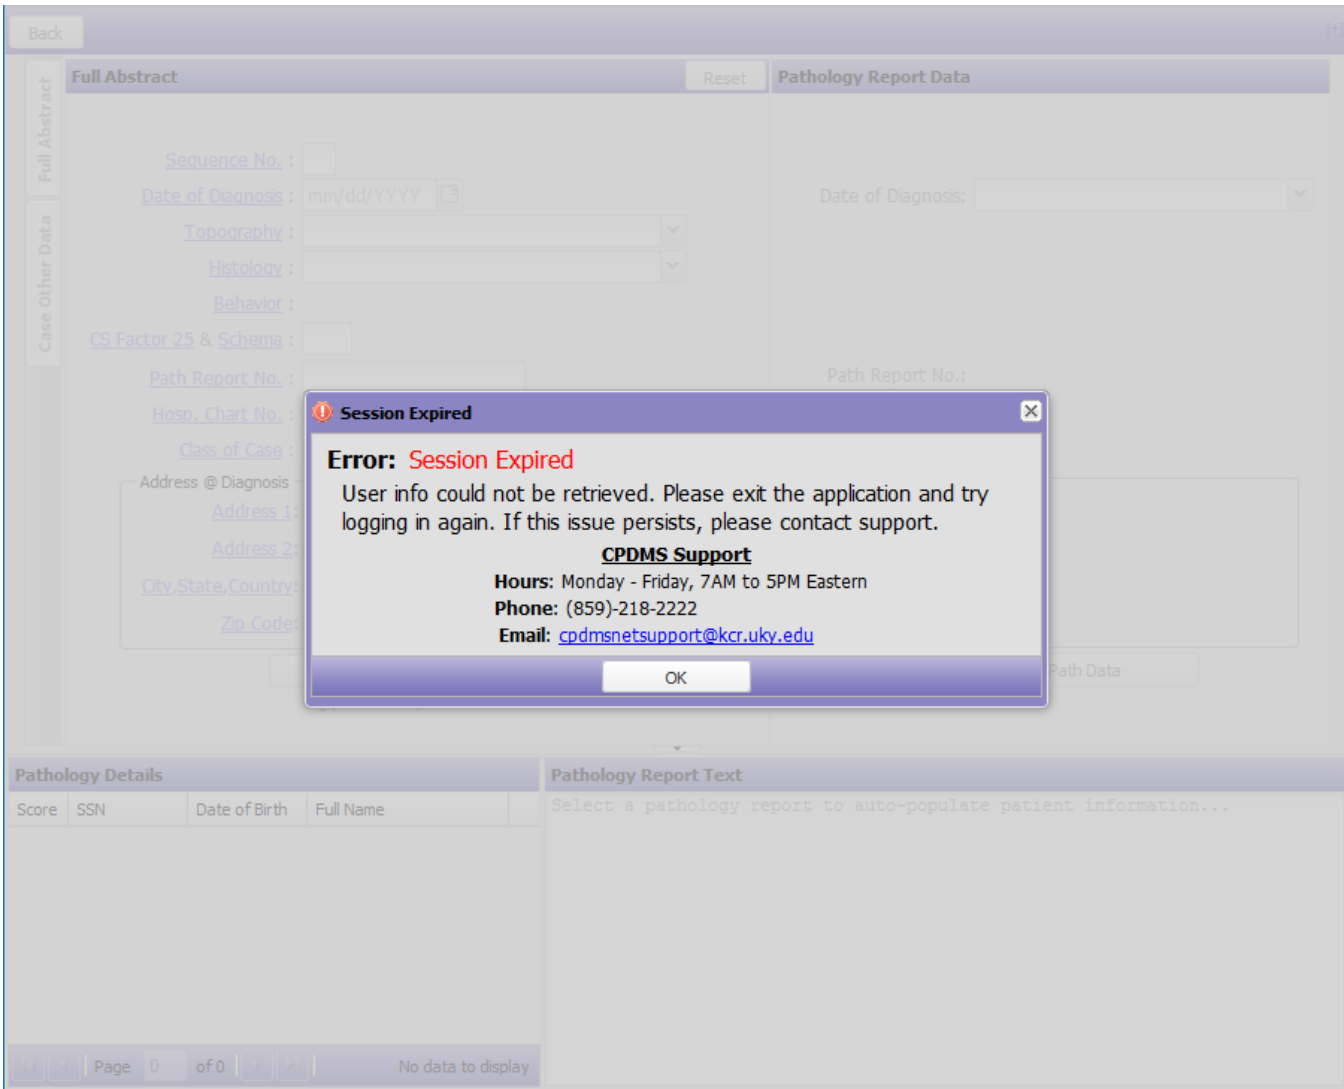 Back
Full Abstract
Case Other Data
Full Abstract
Reset
Sequence No. :
Date of Diagnosis : mm/dd/YYYY
Topography :
Histology :
Behavior :
CS Factor 25 & Schema :
Path Report No. :
Hosp. Chart No. :
Class of Case :
Address @ Diagnosis
Address 1:
Address 2:
City,State,Country:
Zip Code:
Pathology Report Data
Date of Diagnosis:
Path Report No.:
Path Data
Session Expired
Error: Session Expired
User info could not be retrieved. Please exit the application and try
logging in again. If this issue persists, please contact support.
CPDMS Support
Hours: Monday - Friday, 7AM to 5PM Eastern
Phone: (859)-218-2222
Email: cpdmsnetsupport@kcr.uky.edu
OK
Pathology Details
Score SSN Date of Birth Full Name
Page 0 of 0 No data to display
Pathology Report Text
Select a pathology report to auto-populate patient information...